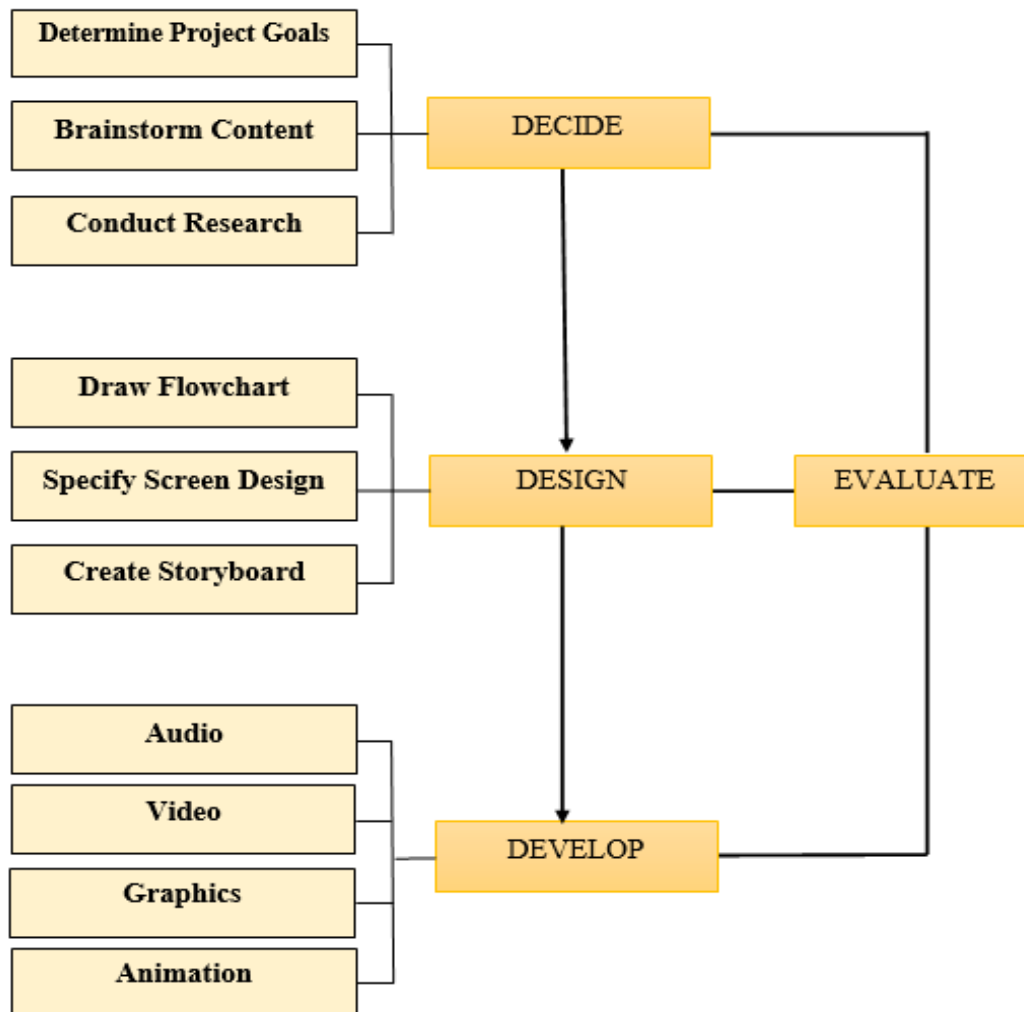 Determine Project Goals
Brainstorm Content
Conduct Research
DECIDE
Draw Flowchart
Specify Screen Design
Create Storyboard
DESIGN
EVALUATE
Audio
Video
Graphics
Animation
DEVELOP